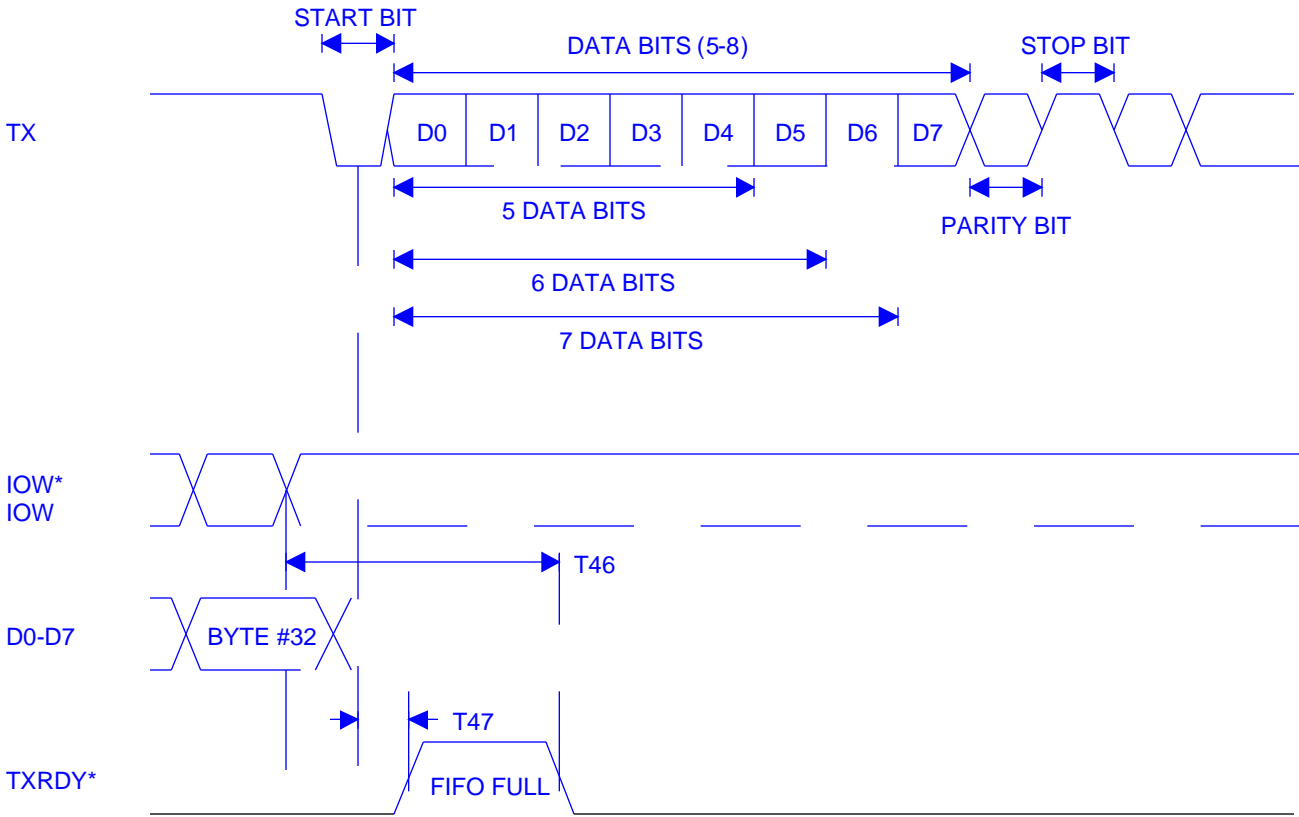 START BIT
DATA BITS (5-8)
STOP BIT
TX
D0 D1 D2 D3 D4 D5 D6 D7
5 DATA BITS
PARITY BIT
6 DATA BITS
7 DATA BITS
IOW*
IOW
T46
D0-D7
BYTE #32
T47
TXRDY*
FIFO FULL